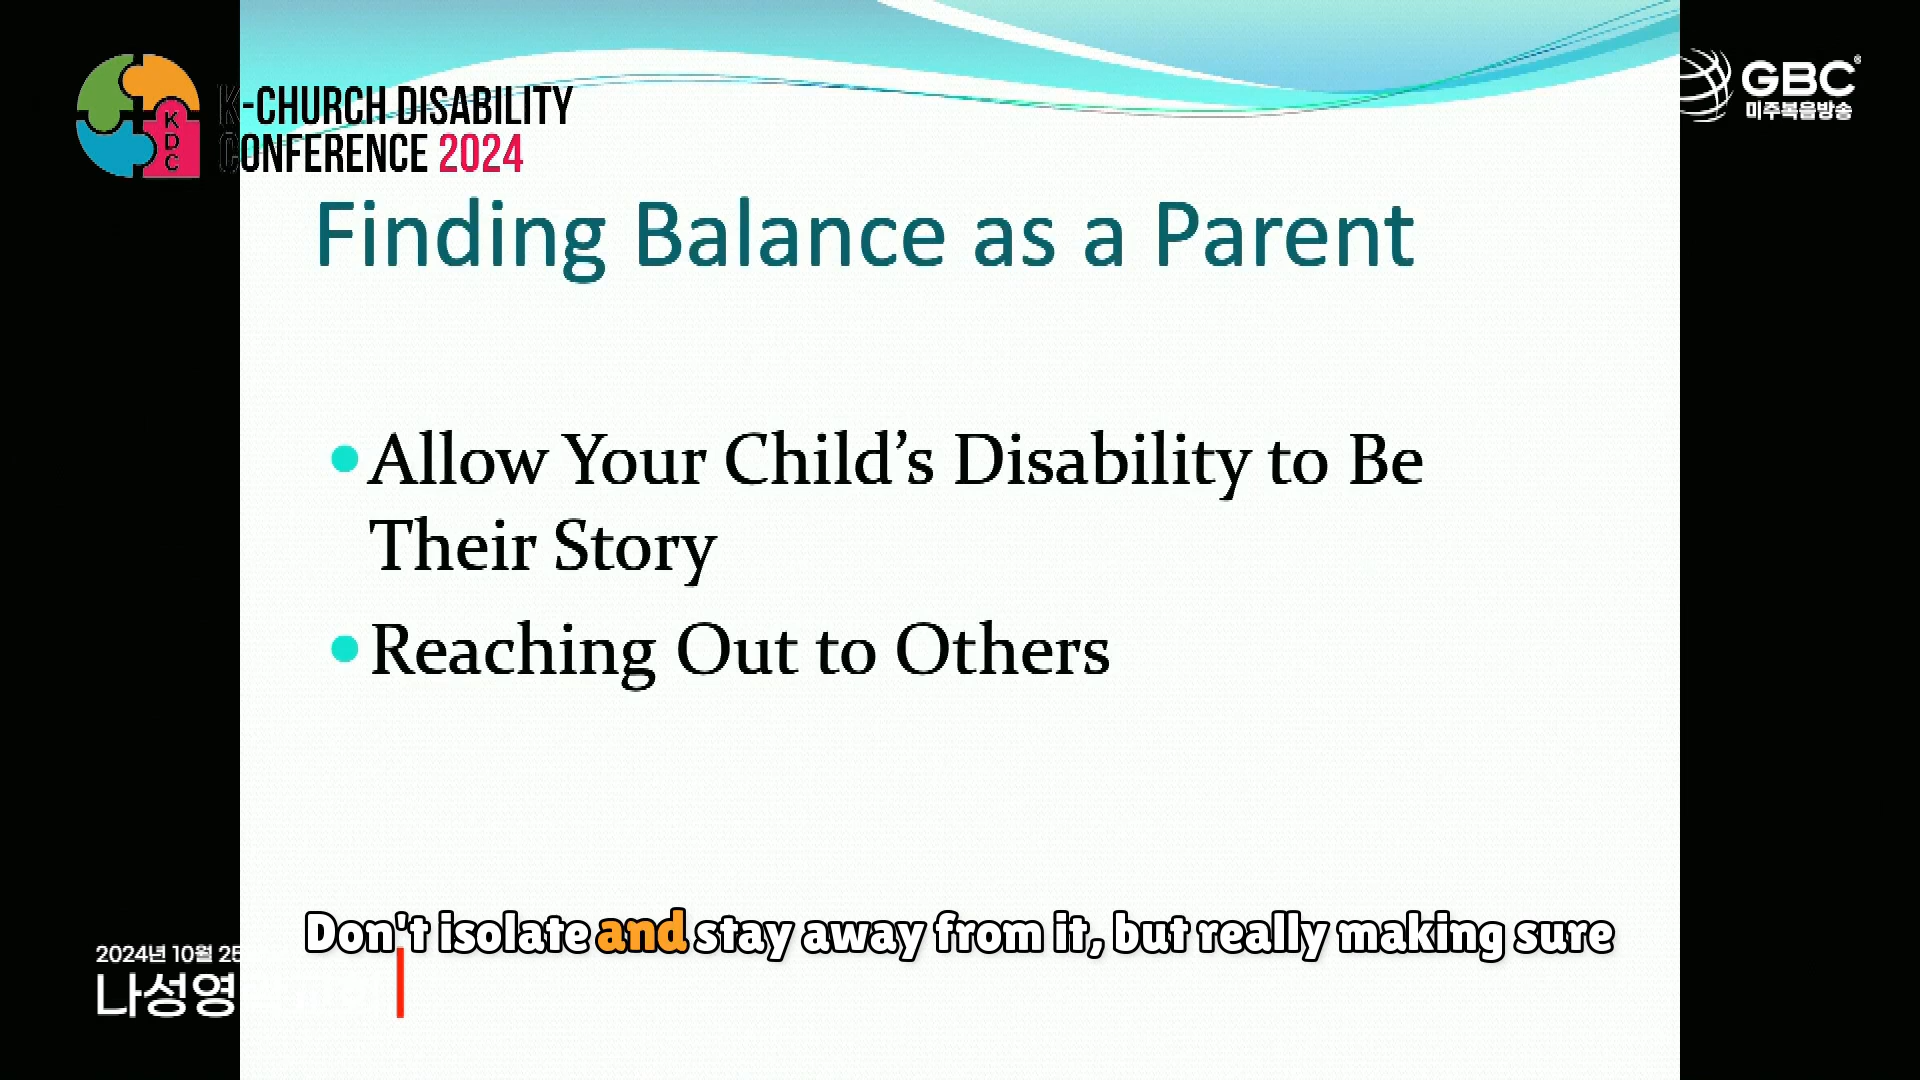 K-CHURCH DISABILITY
CONFERENCE 2024
KDC
GBC
미주복음방송
Finding Balance as a Parent
•Allow Your Child’s Disability to Be
Their Story
•Reaching Out to Others
Don't isolate and stay away from it, but really making sure
2024년 10월
나성영